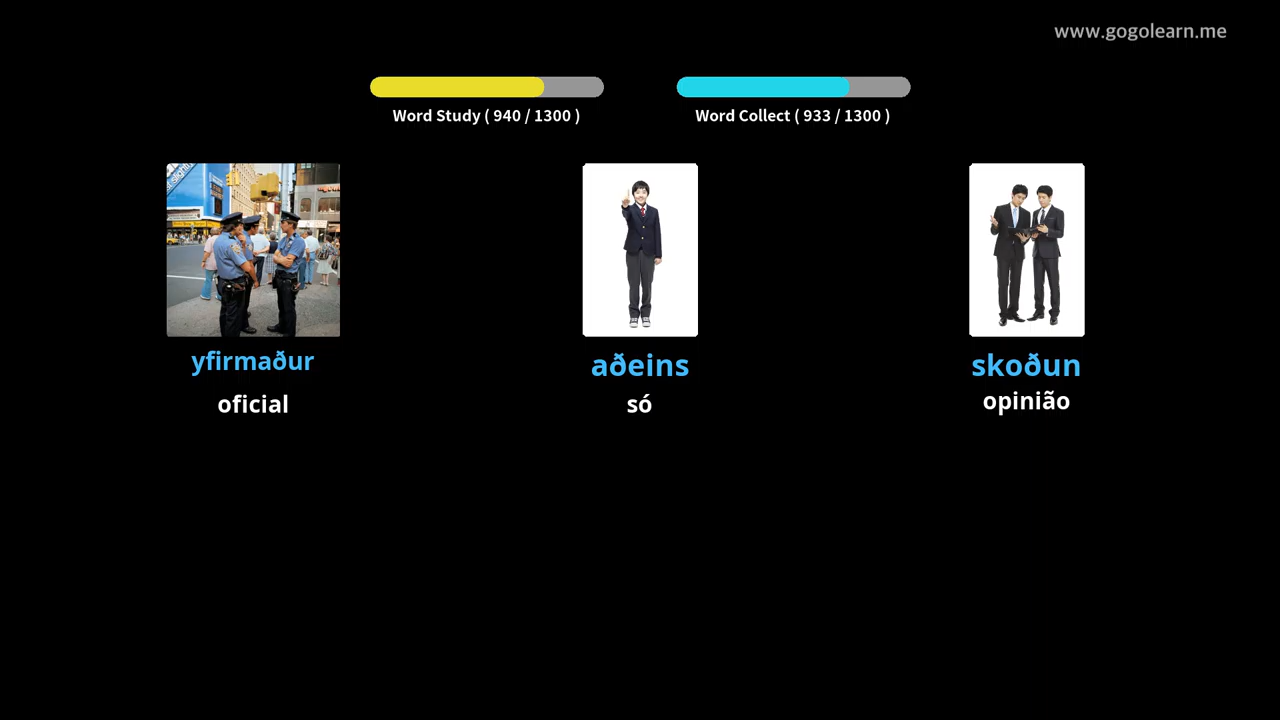 www.gogolearn.me
Word Study ( 940 / 1300 )
Word Collect ( 933 / 1300 )
yfirmaður
aðeins
skoðun
oficial
só
opinião